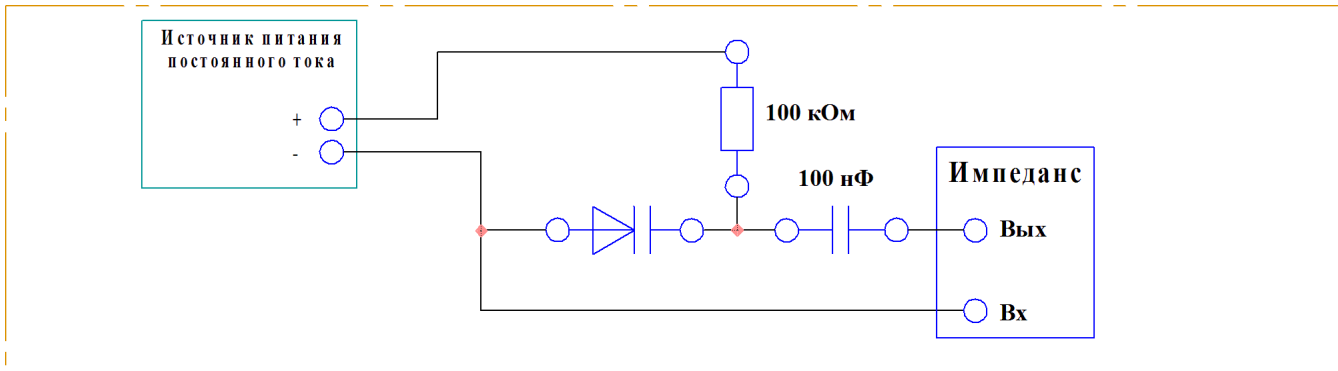 Источник питания
постоянного тока
+
-
100 кОм
100 нФ
Импеданс
Вых
Вх